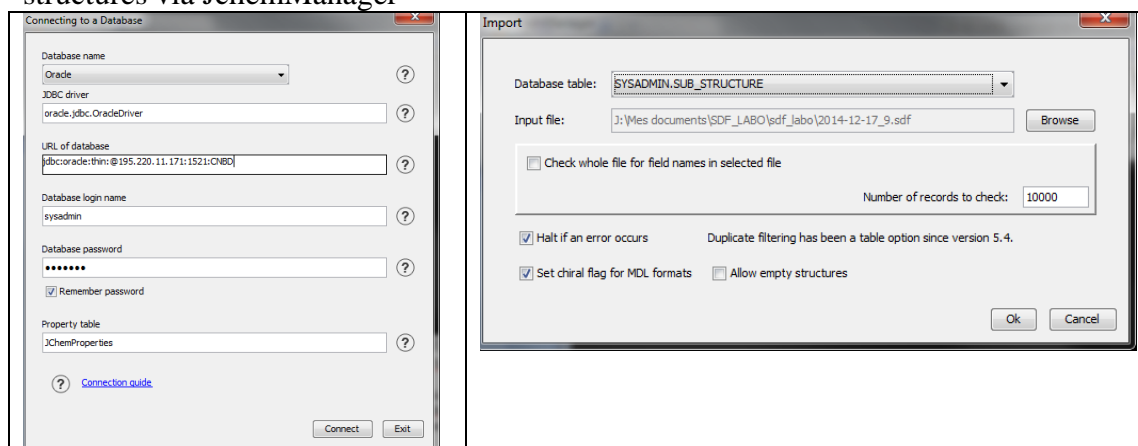 structures via JchemManager
Connecting to a Database
Database name
Oracle
?
JDBC driver
oracle.jdbc.OracleDriver
?
URL of database
jdbc:oracle:thin:@195.220.11.171:1521:CNBD
?
Database login name
sysadmin
?
Database password
•••••••
?
Remember password
Property table
JChemProperties
?
? Connection guide
Connect Exit
Import
Database table: SYSADMIN.SUB_STRUCTURE
Input file: J:\Mes documents\SDF_LABO\sdf_labo\2014-12-17_9.sdf Browse
Check whole file for field names in selected file
Number of records to check: 10000
Halt if an error occurs Duplicate filtering has been a table option since version 5.4.
Set chiral flag for MDL formats Allow empty structures
Ok Cancel